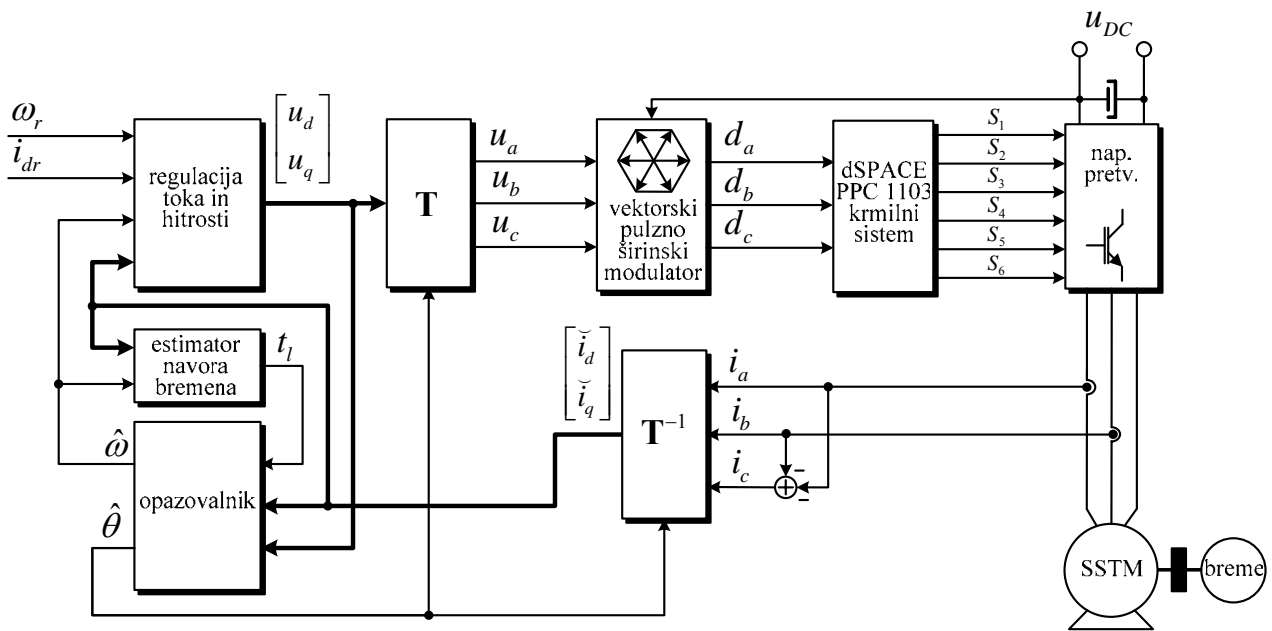 u_DC
ω_r
i_dr
regulacija
toka in
hitrosti
[u_d
u_q]
T
u_a
u_b
u_c
vektorski
pulzno
širinski
modulator
d_a
d_b
d_c
dSPACE
PPC 1103
krmilni
sistem
S_1
S_2
S_3
S_4
S_5
S_6
nap.
pretv.
estimator
navora
bremena
t_l
ω̂
θ̂
opazovalnik
[ĭ_d
ĭ_q]
T⁻¹
i_a
i_b
i_c
+
−
−
SSTM
breme